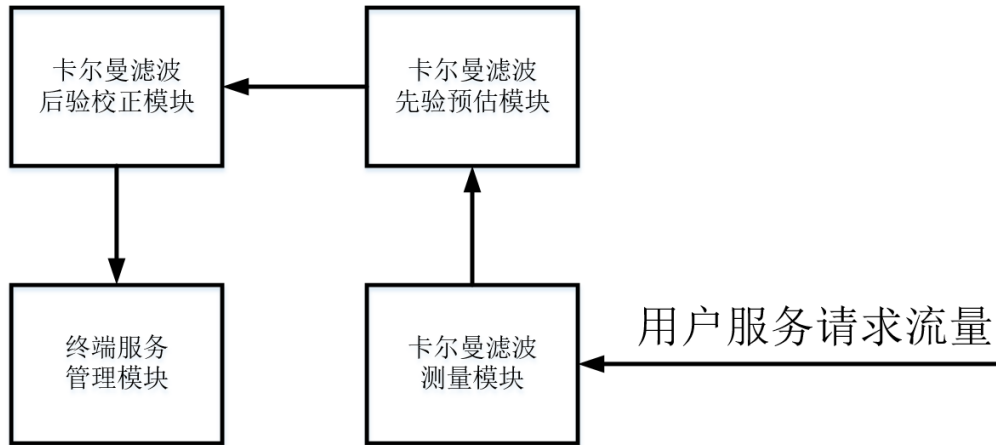 卡尔曼滤波
后验校正模块
卡尔曼滤波
先验预估模块
终端服务
管理模块
卡尔曼滤波
测量模块
用户服务请求流量